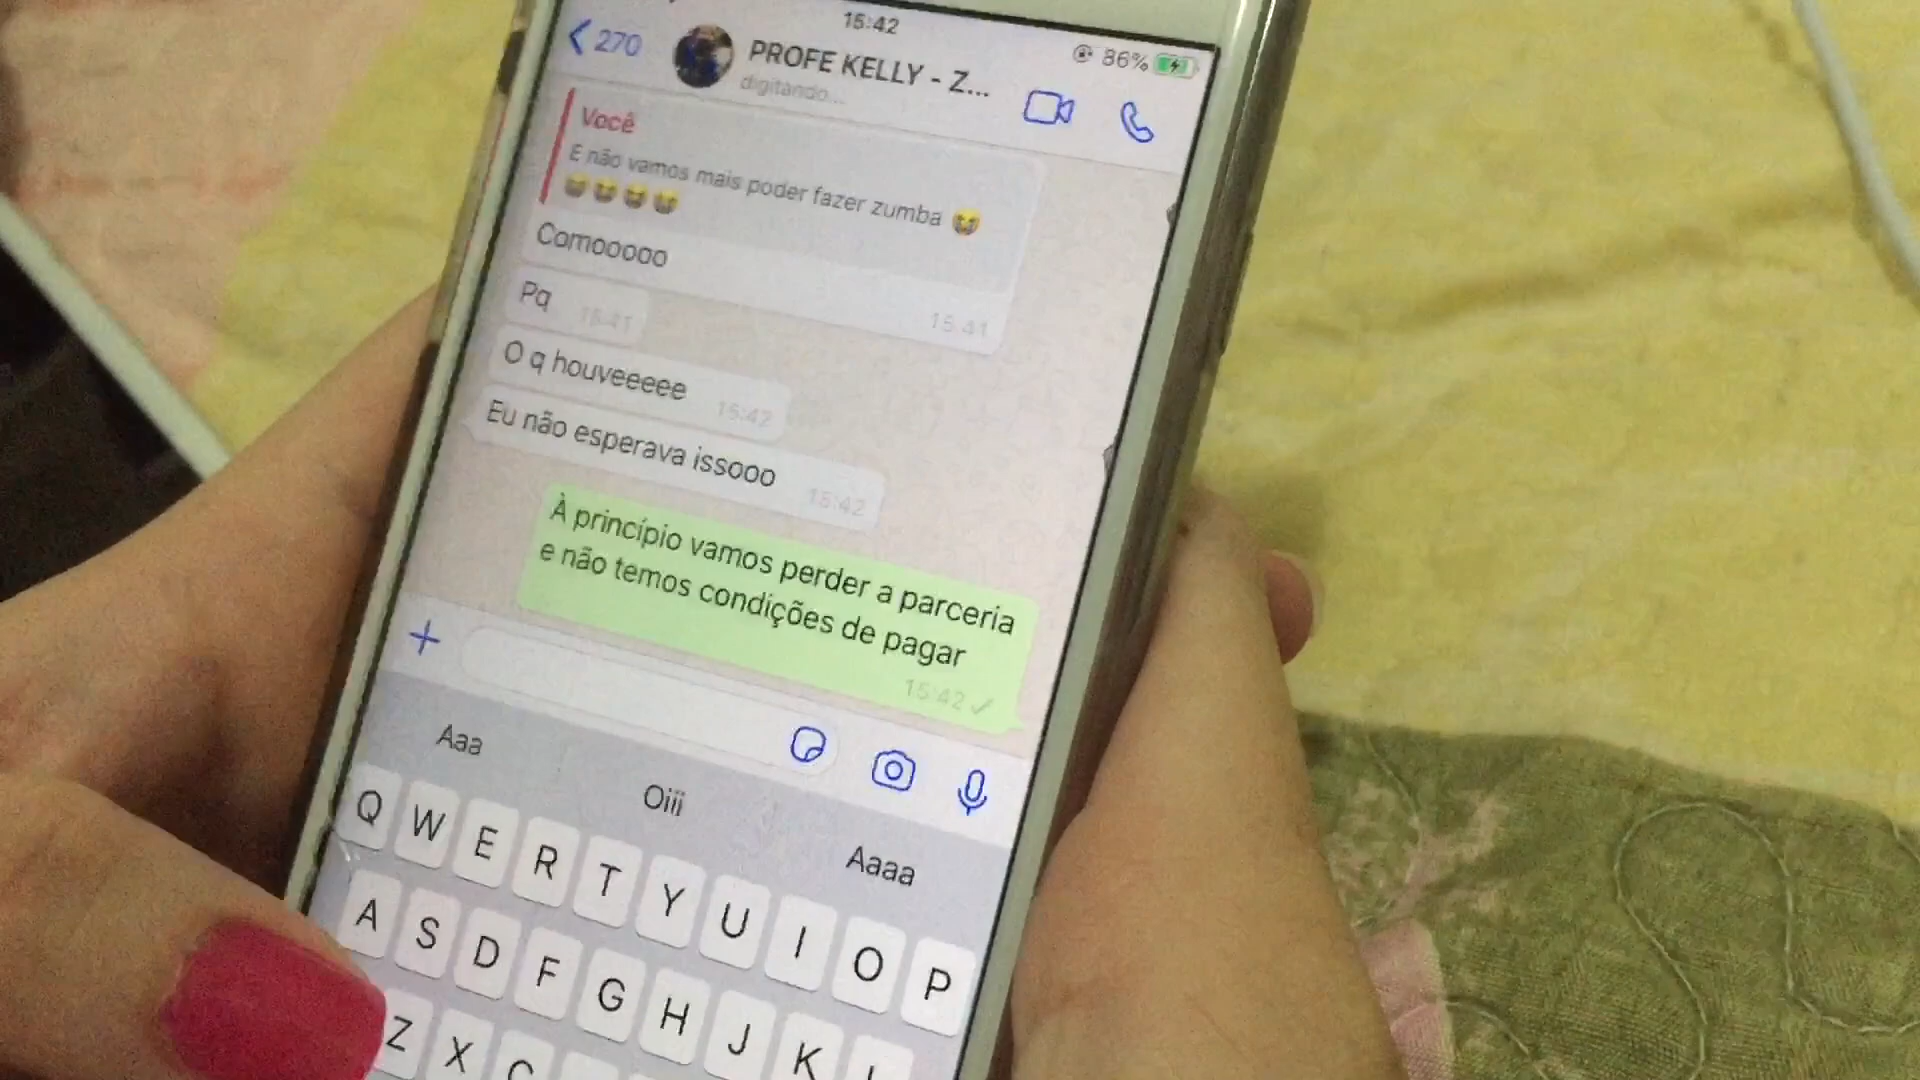 15:42
86%
270
PROFE KELLY - Z...
digitando...
Você
E não vamos mais poder fazer zumba 😭
😭😭😭😭
Comooooo
15:41
Pq 15:41
O q houveeeee 15:42
Eu não esperava issooo 15:42
À princípio vamos perder a parceria
e não temos condições de pagar
15:42
Aaa Oiii Aaaa
Q W E R T Y U I O P
A S D F G H J K L
Z X C